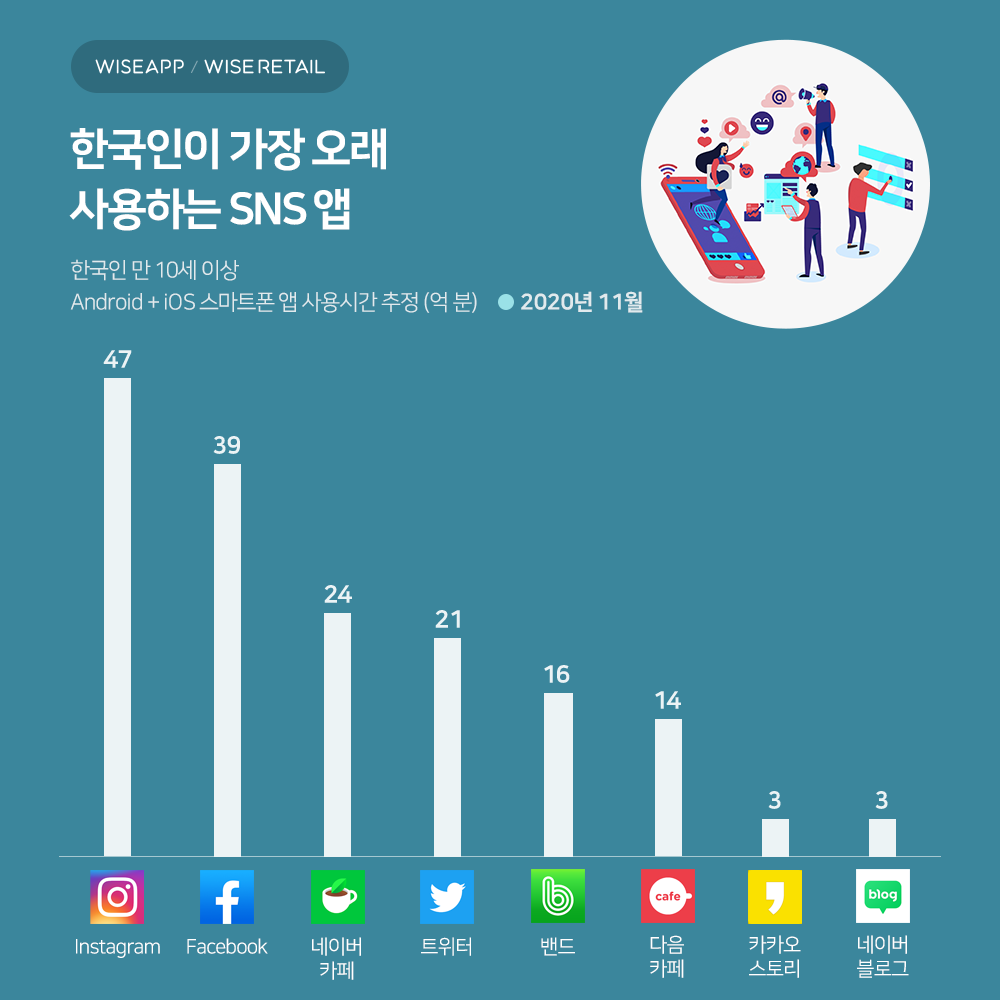 WISEAPP / WISERETAIL
한국인이 가장 오래
사용하는 SNS 앱
한국인 만 10세 이상
Android + iOS 스마트폰 앱 사용시간 추정 (억 분) ● 2020년 11월
47
39
24
21
16
14
3
3
cafe
blog
Instagram
Facebook
네이버
카페
트위터
밴드
다음
카페
카카오
스토리
네이버
블로그